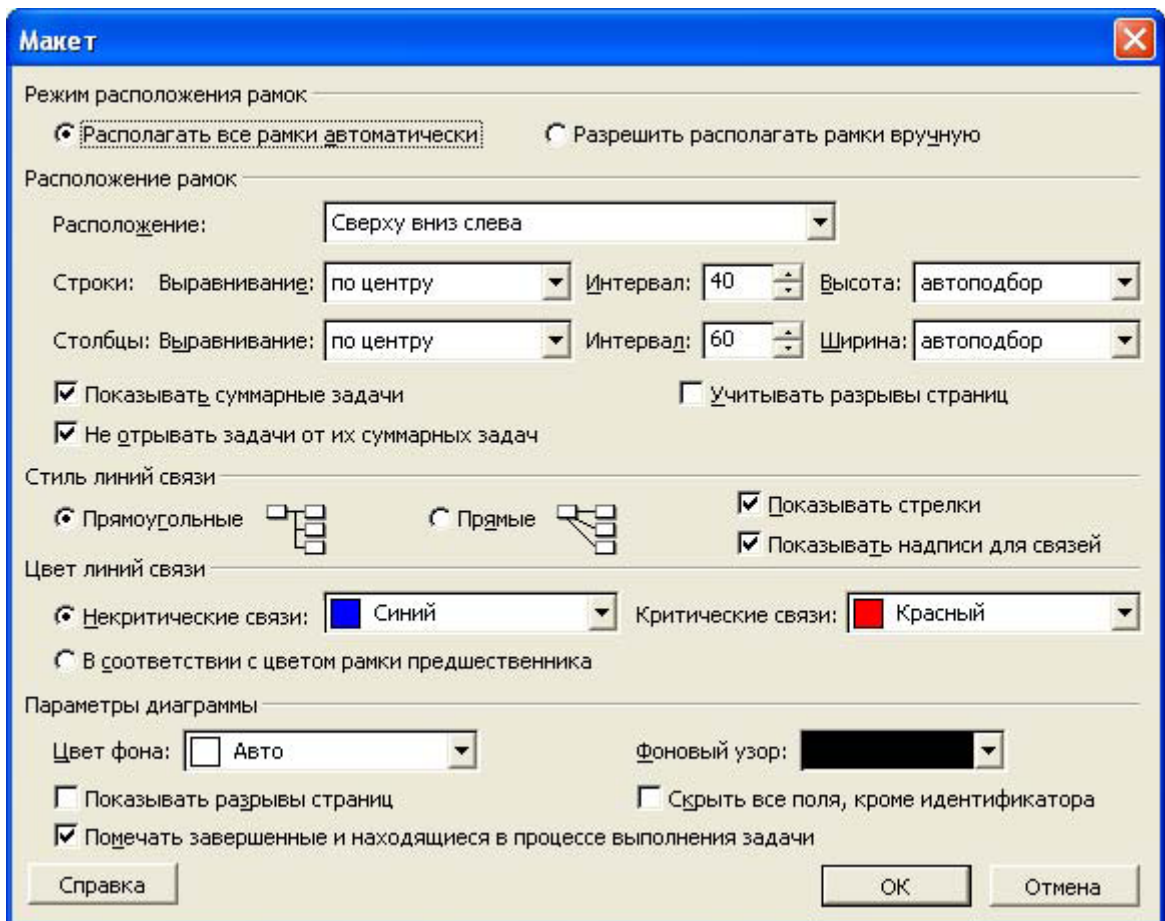 Макет
Режим расположения рамок
Располагать все рамки автоматически Разрешить располагать рамки вручную
Расположение рамок
Расположение: Сверху вниз слева
Строки: Выравнивание: по центру Интервал: 40 Высота: автоподбор
Столбцы: Выравнивание: по центру Интервал: 60 Ширина: автоподбор
Показывать суммарные задачи Учитывать разрывы страниц
Не отрывать задачи от их суммарных задач
Стиль линий связи
Прямоугольные Прямые Показывать стрелки
Показывать надписи для связей
Цвет линий связи
Некритические связи: Синий Критические связи: Красный
В соответствии с цветом рамки предшественника
Параметры диаграммы
Цвет фона: Авто Фоновый узор:
Показывать разрывы страниц Скрыть все поля, кроме идентификатора
Помечать завершенные и находящиеся в процессе выполнения задачи
Справка ОК Отмена